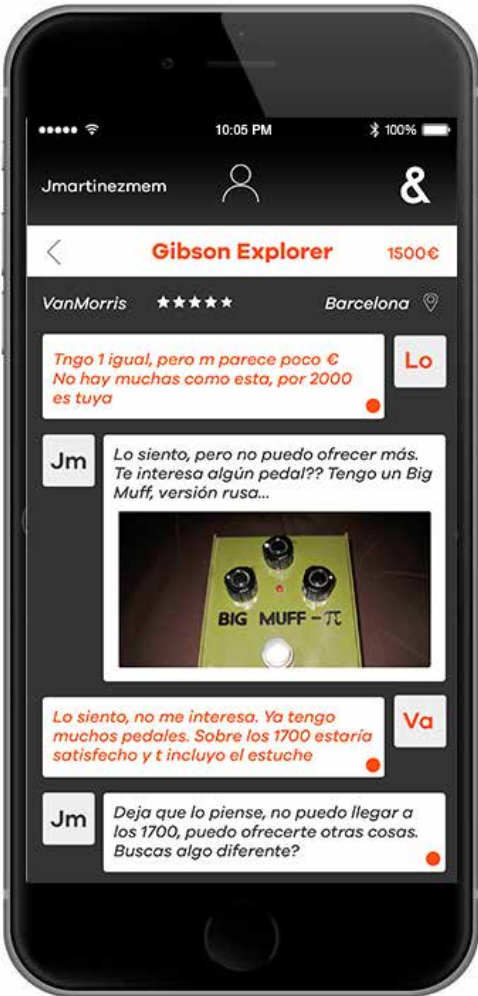 10:05 PM
100%
Jmartinezmem
&
Gibson Explorer
1500€
VanMorris
Barcelona
Tngo 1 igual, pero m parece poco €
No hay muchas como esta, por 2000
es tuya
Lo
Jm
Lo siento, pero no puedo ofrecer más.
Te interesa algún pedal?? Tengo un Big
Muff, versión rusa...
BIG MUFF - π
Lo siento, no me interesa. Ya tengo
muchos pedales. Sobre los 1700 estaría
satisfecho y t incluyo el estuche
Va
Jm
Deja que lo piense, no puedo llegar a
los 1700, puedo ofrecerte otras cosas.
Buscas algo diferente?